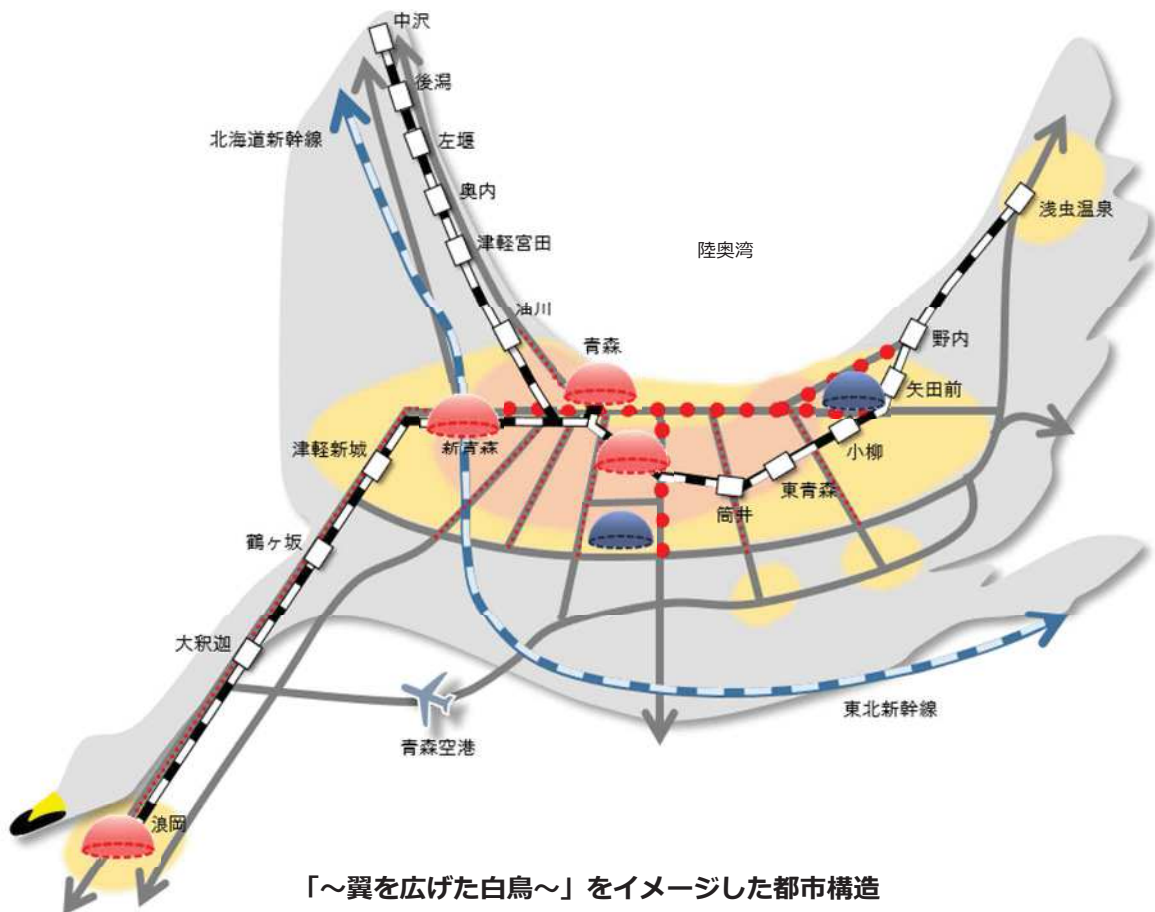 中沢
後潟
北海道新幹線
左堰
奥内
浅虫温泉
津軽宮田
陸奥湾
油川
青森
野内
矢田前
新青森
津軽新城
小柳
東青森
筒井
鶴ヶ坂
大釈迦
東北新幹線
青森空港
浪岡
「~翼を広げた白鳥~」をイメージした都市構造